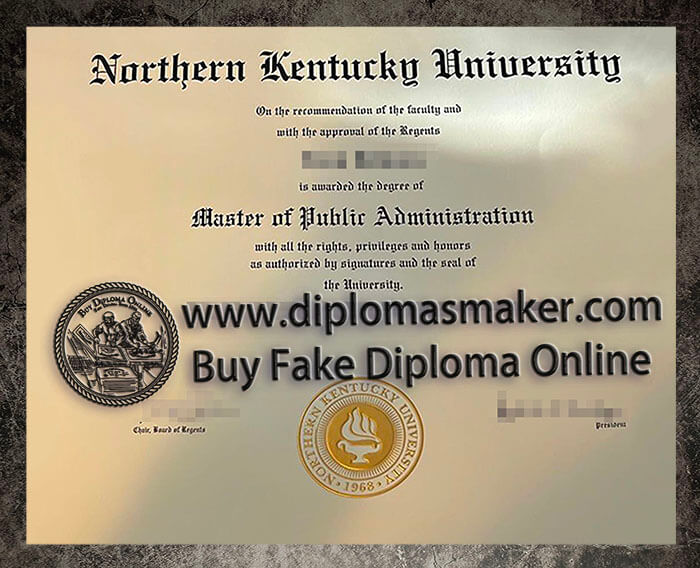 Northern Kentucky University
On the recommendation of the faculty and
with the approval of the Regents
is awarded the degree of
Master of Public Administration
with all the rights, privileges and honors
as authorized by signatures and the seal of
the University.
BUY DIPLOMA ONLINE
www.diplomasmaker.com
Buy Fake Diploma Online
Chair, Board of Regents
NORTHERN KENTUCKY UNIVERSITY
1968
President